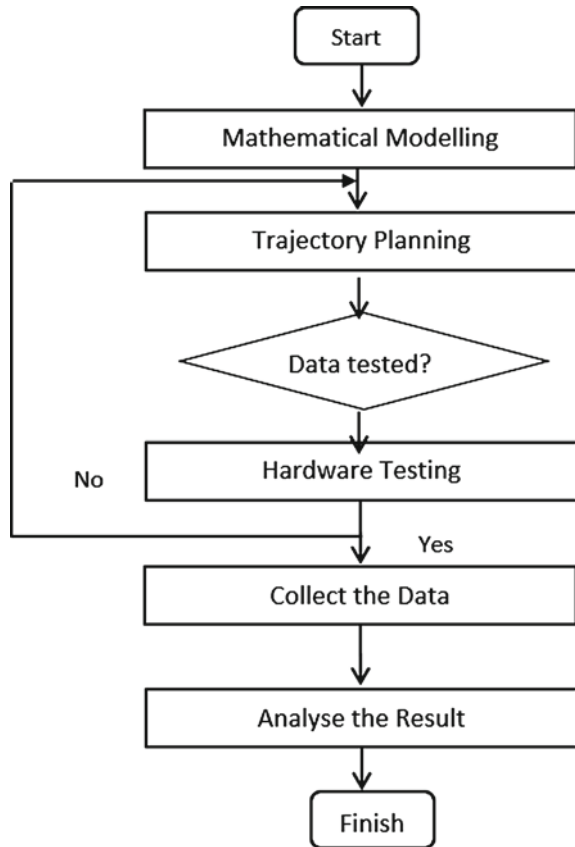 Start
Mathematical Modelling
Trajectory Planning
Data tested?
Hardware Testing
No
Yes
Collect the Data
Analyse the Result
Finish